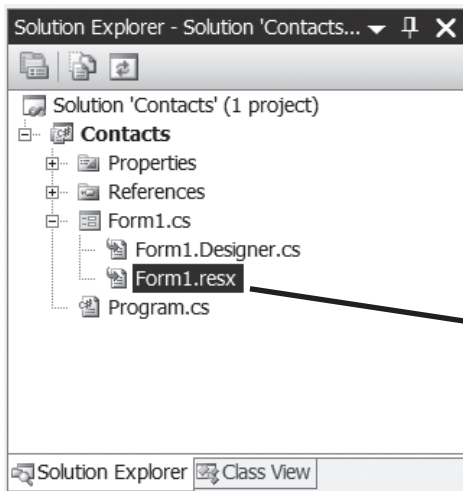 Solution Explorer - Solution 'Contacts...
Solution 'Contacts' (1 project)
Contacts
Properties
References
Form1.cs
Form1.Designer.cs
Form1.resx
Program.cs
Solution Explorer Class View